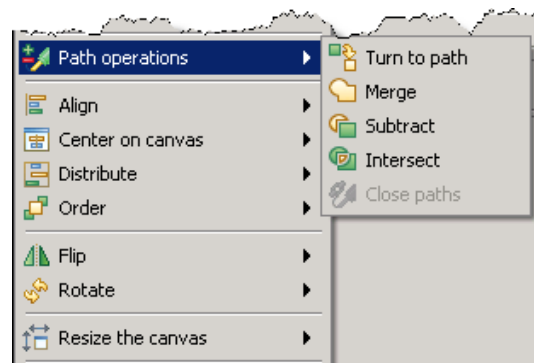 Path operations
Align
Center on canvas
Distribute
Order
Flip
Rotate
Resize the canvas
Turn to path
Merge
Subtract
Intersect
Close paths